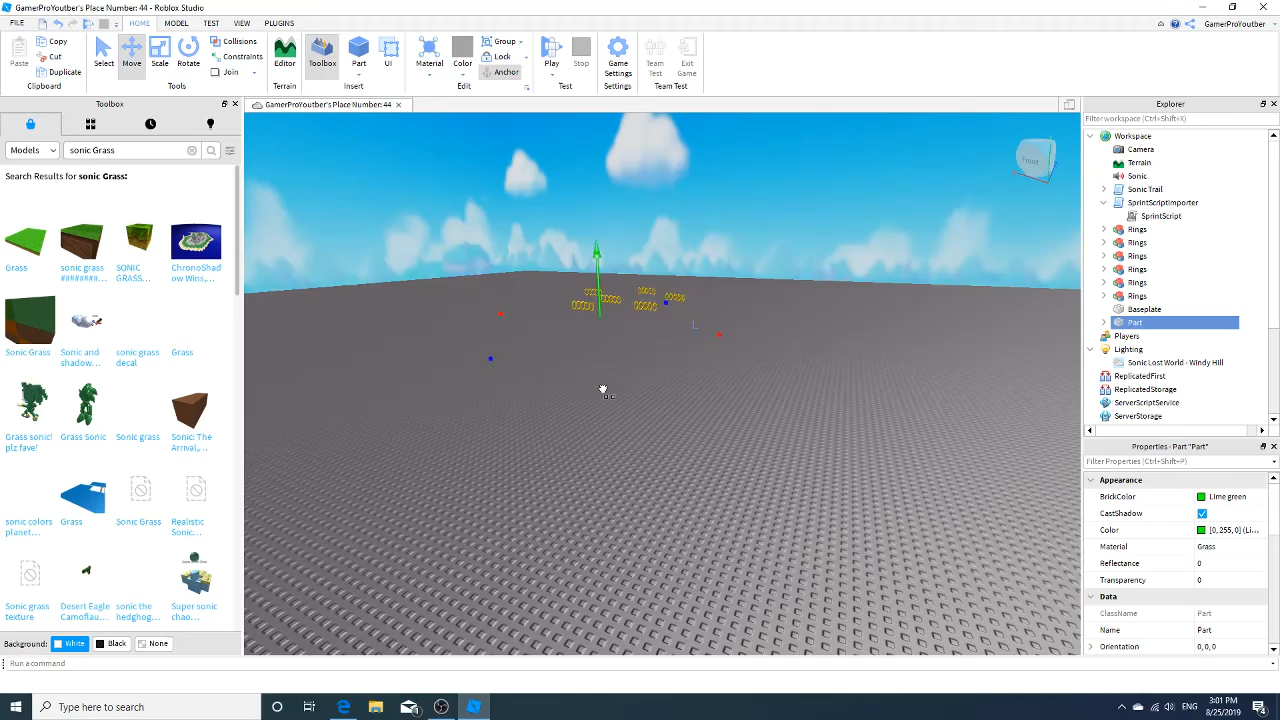 GamerProYoutber's Place Number: 44 - Roblox Studio
FILE
HOME MODEL TEST VIEW PLUGINS
GamerProYoutber
Paste
Copy
Cut
Duplicate
Clipboard
Select Move Scale Rotate
Collisions
Constraints
Join
Tools
Editor
Terrain
Toolbox Part UI
Insert
Material Color
Group
Lock
Anchor
Edit
Play Stop
Test
Game Settings
Settings
Team Test
Exit Game
Team Test
Toolbox
GamerProYoutber's Place Number: 44
Models
sonic Grass
Search Results for sonic Grass:
Grass
sonic grass ########...
SONIC GRASS...
ChronoShad ow Wins,...
Sonic Grass
Sonic and shadow...
sonic grass decal
Grass
Grass sonic! plz fave!
Grass Sonic
Sonic grass
Sonic: The Arrival,...
sonic colors planet...
Grass
Sonic Grass
Realistic Sonic...
Sonic grass texture
Desert Eagle Camoflau...
sonic the hedghog...
Super sonic chao...
Background: White Black None
Run a command
Front
Explorer
Filter workspace (Ctrl+Shift+X)
Workspace
Camera
Terrain
Sonic
Sonic Trail
SprintScriptImporter
SprintScript
Rings
Rings
Rings
Rings
Rings
Rings
Baseplate
Part
Players
Lighting
Sonic Lost World - Windy Hill
ReplicatedFirst
ReplicatedStorage
ServerScriptService
ServerStorage
Properties - Part "Part"
Filter Properties (Ctrl+Shift+P)
Appearance
BrickColor Lime green
CastShadow
Color [0, 255, 0] (Li...
Material Grass
Reflectance 0
Transparency 0
Data
ClassName Part
Name Part
Orientation 0, 0, 0
Type here to search
ENG
3:01 PM
8/25/2019